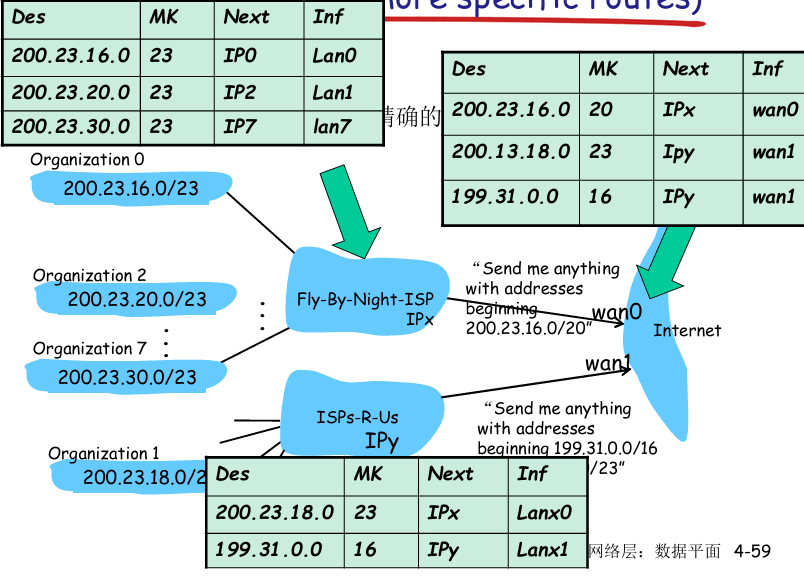 more specific routes)
Des MK Next Inf
200.23.16.0 23 IP0 Lan0
200.23.20.0 23 IP2 Lan1
200.23.30.0 23 IP7 lan7
精确的
Des MK Next Inf
200.23.16.0 20 IPx wan0
200.13.18.0 23 Ipy wan1
199.31.0.0 16 IPy wan1
Organization 0
200.23.16.0/23
Organization 2
200.23.20.0/23
Organization 7
200.23.30.0/23
Fly-By-Night-ISP
IPx
“Send me anything
with addresses
beginning
200.23.16.0/20”
wan0
Internet
wan1
ISPs-R-Us
IPy
“Send me anything
with addresses
beginning 199.31.0.0/16
/23”
Organization 1
200.23.18.0/2
Des MK Next Inf
200.23.18.0 23 IPx Lanx0
199.31.0.0 16 IPy Lanx1
网络层：数据平面 4-59